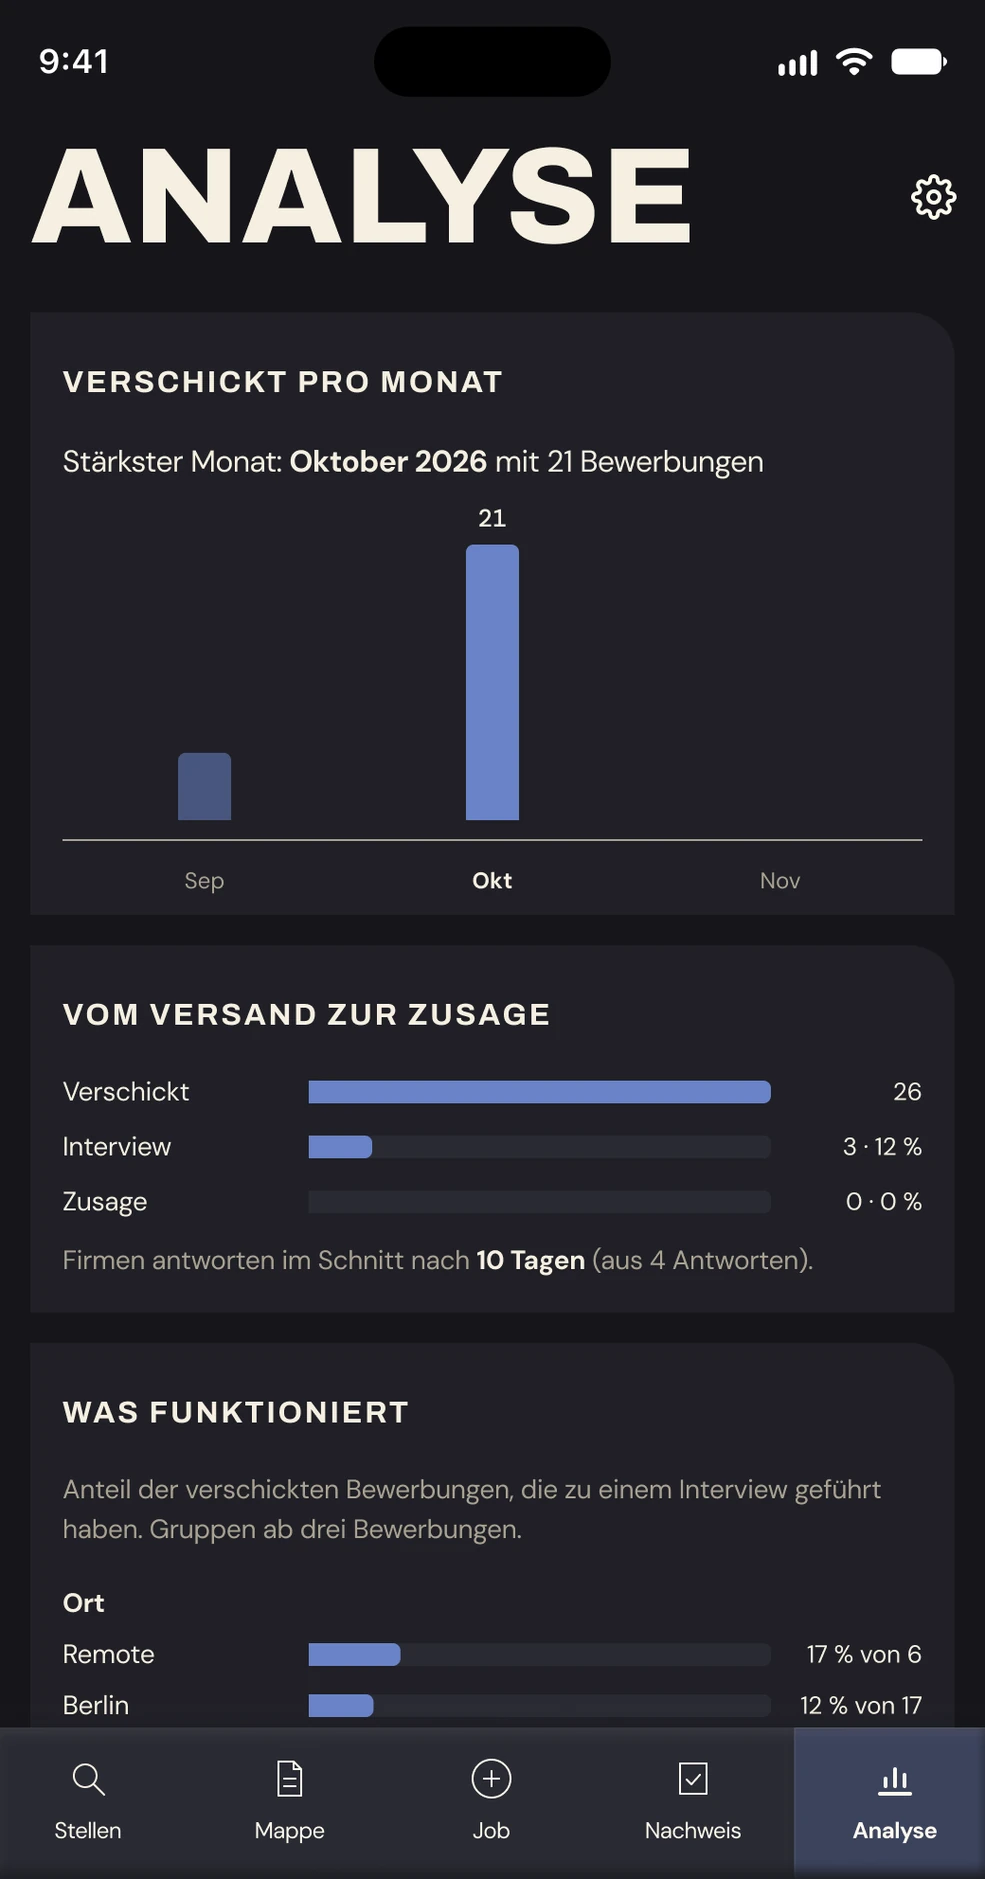 9:41
ANALYSE
VERSCHICKT PRO MONAT
Stärkster Monat: Oktober 2026 mit 21 Bewerbungen
21
Sep Okt Nov
VOM VERSAND ZUR ZUSAGE
Verschickt 26
Interview 3 · 12 %
Zusage 0 · 0 %
Firmen antworten im Schnitt nach 10 Tagen (aus 4 Antworten).
WAS FUNKTIONIERT
Anteil der verschickten Bewerbungen, die zu einem Interview geführt
haben. Gruppen ab drei Bewerbungen.
Ort
Remote 17 % von 6
Berlin 12 % von 17
Stellen Mappe Job Nachweis Analyse